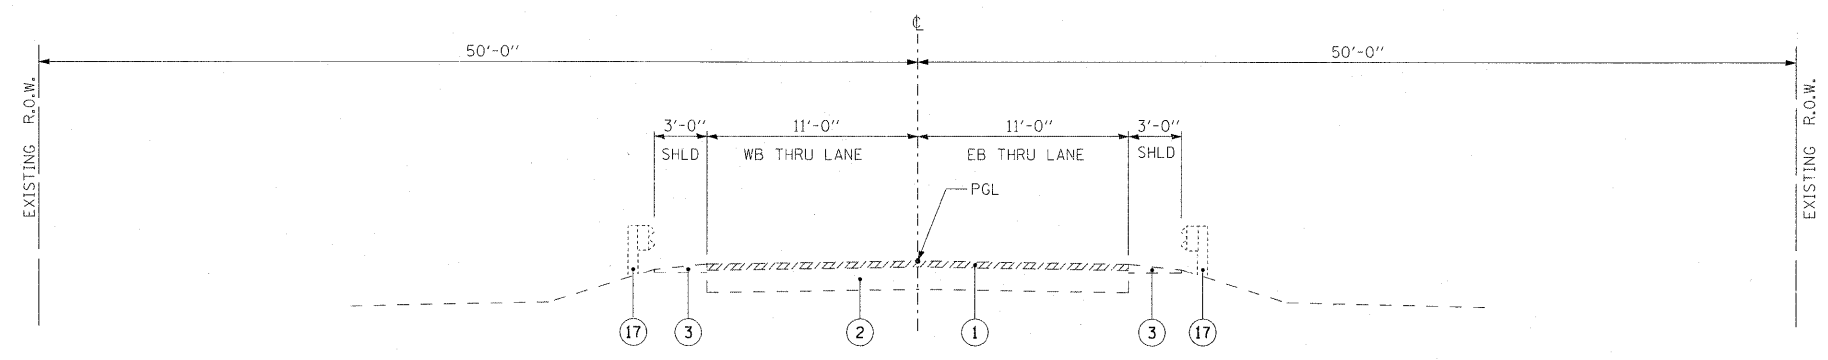 ℄
50'-0" 50'-0"
EXISTING R.O.W.
EXISTING R.O.W.
3'-0" 11'-0" 11'-0" 3'-0"
SHLD WB THRU LANE EB THRU LANE SHLD
PGL
17 3 2 1 3 17